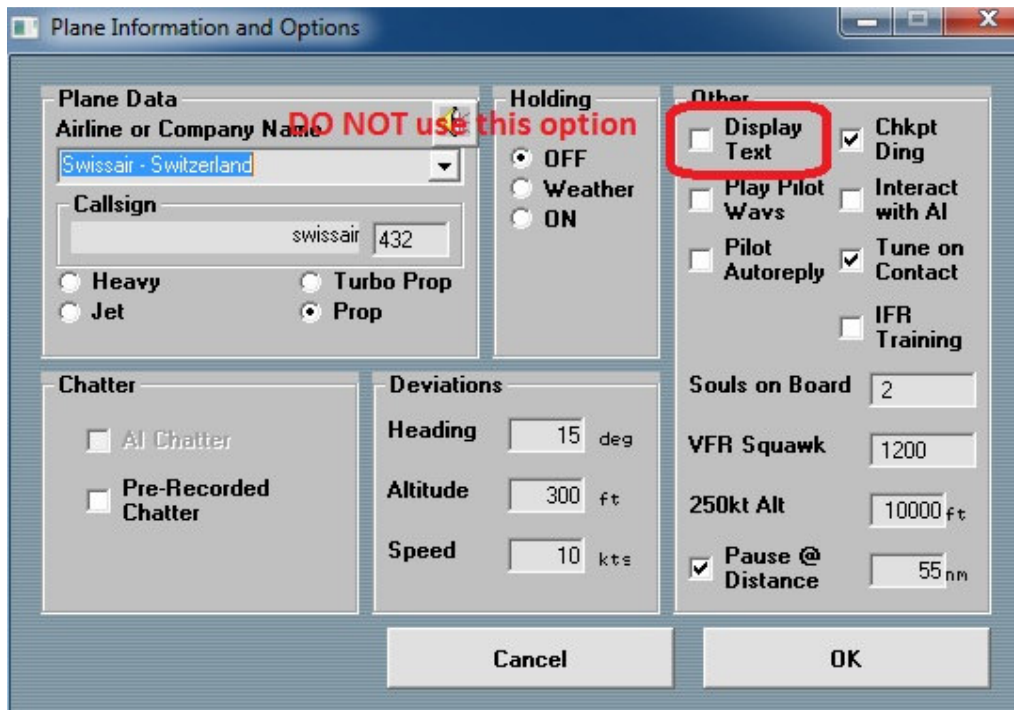 Plane Information and Options
Plane Data
Airline or Company Name
DO NOT use this option
Swissair - Switzerland
Callsign
swissair 432
Heavy
Turbo Prop
Jet
Prop
Holding
OFF
Weather
ON
Other
Display
Text
Chkpt
Ding
Play Pilot
Wavs
Interact
with AI
Pilot
Autoreply
Tune on
Contact
IFR
Training
Souls on Board 2
VFR Squawk 1200
250kt Alt 10000 ft
Pause @
Distance
55 nm
Chatter
AI Chatter
Pre-Recorded
Chatter
Deviations
Heading 15 deg
Altitude 300 ft
Speed 10 kts
Cancel
OK